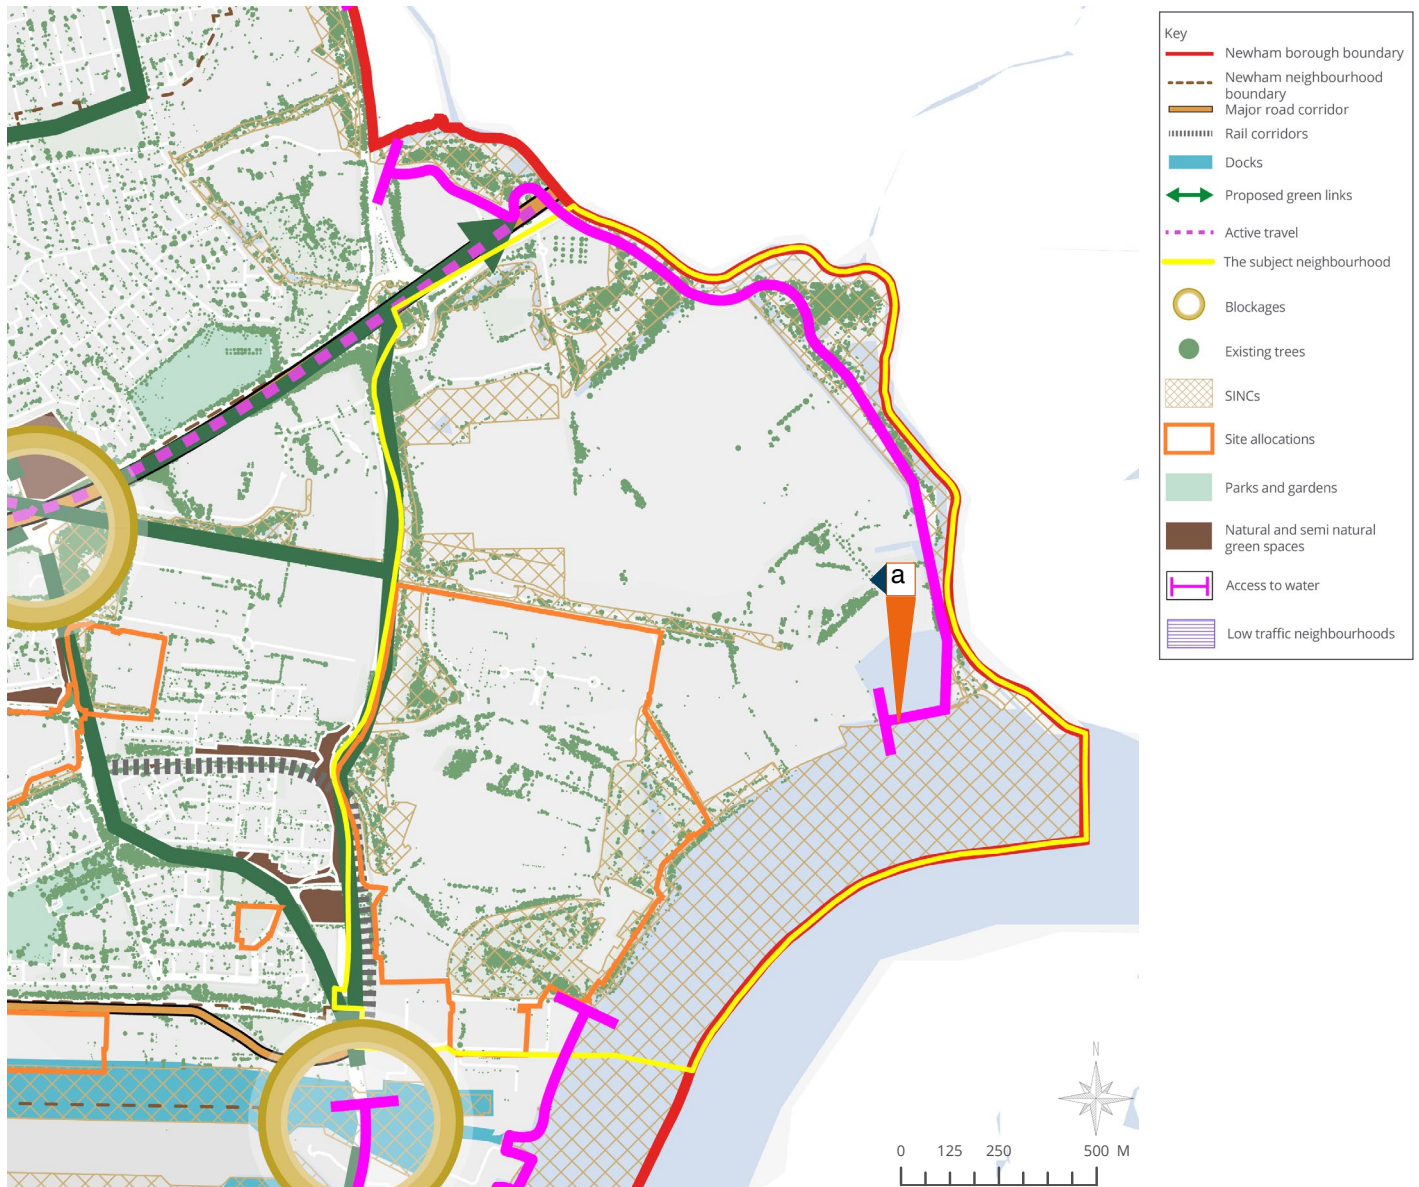 Key
Newham borough boundary
Newham neighbourhood
boundary
Major road corridor
Rail corridors
Docks
Proposed green links
Active travel
The subject neighbourhood
Blockages
Existing trees
SINCs
Site allocations
Parks and gardens
Natural and semi natural
green spaces
Access to water
Low traffic neighbourhoods
a
N
0 125 250 500 M